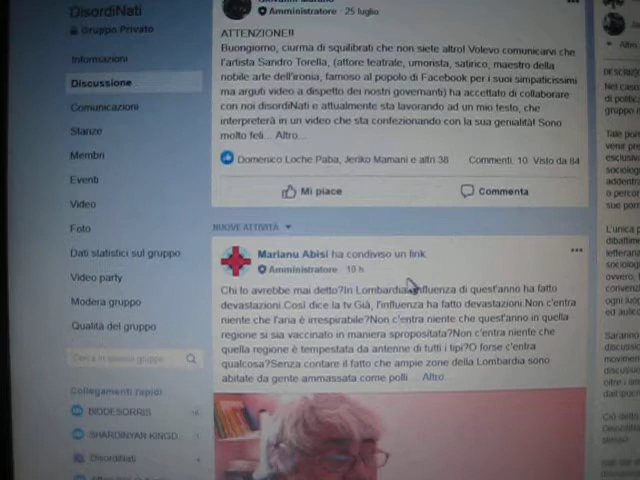 DisordiNati
Gruppo Privato
Informazioni
Discussione
Comunicazioni
Stanze
Membri
Eventi
Video
Foto
Dati statistici sul gruppo
Video party
Modera gruppo
Qualità del gruppo
Cerca in questo gruppo
Collegamenti rapidi
BIDDESORRIS 16
SHARDINYAN KINGD... 1
DisordiNati
Amministratore · 25 luglio
ATTENZIONE!!
Buongiorno, ciurma di squilibrati che non siete altro! Volevo comunicarvi che
l'artista Sandro Torella, (attore teatrale, umorista, satirico, maestro della
nobile arte dell'ironia, famoso al popolo di Facebook per i suoi simpaticissimi
ma arguti video a dispetto dei nostri governanti) ha accettato di collaborare
con noi disordiNati e attualmente sta lavorando ad un mio testo, che
interpreterà in un video che sta confezionando con la sua genialità! Sono
molto feli... Altro...
Domenico Loche Paba, Jeriko Mamani e altri 38 Commenti: 10 Visto da 84
Mi piace Commenta
NUOVE ATTIVITÀ
Marianu Abisi ha condiviso un link.
Amministratore · 10 h
Chi lo avrebbe mai detto?In Lombardia influenza di quest'anno ha fatto
devastazioni.Così dice la tv.Già, l'influenza ha fatto devastazioni.Non c'entra
niente che l'aria è irrespirabile?Non c'entra niente che quest'anno in quella
regione si sia vaccinato in maniera spropositata?Non c'entra niente che
quella regione è tempestata da antenne di tutti i tipi?O forse c'entra
qualcosa?Senza contare il fatto che ampie zone della Lombardia sono
abitate da gente ammassata come polli ... Altro...